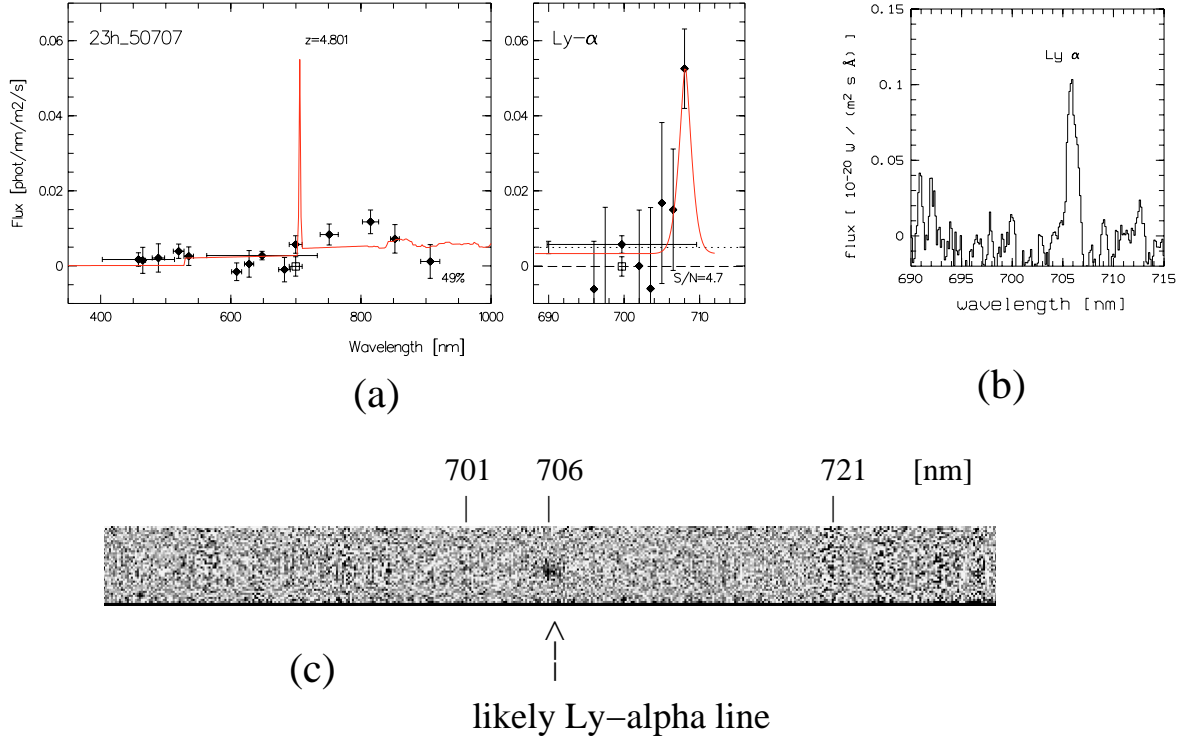 23h_50707
z=4.801
49%
Flux [phot/nm/m2/s]
0.06
0.04
0.02
0
400
600
800
1000
Wavelength [nm]
Ly-α
S/N=4.7
0.06
0.04
0.02
0
690
700
710
(a)
Ly α
flux [ 10⁻²⁰ W / (m² s Å) ]
0.15
0.1
0.05
0
690
695
700
705
710
715
wavelength [nm]
(b)
701
706
721
[nm]
(c)
likely Ly−alpha line